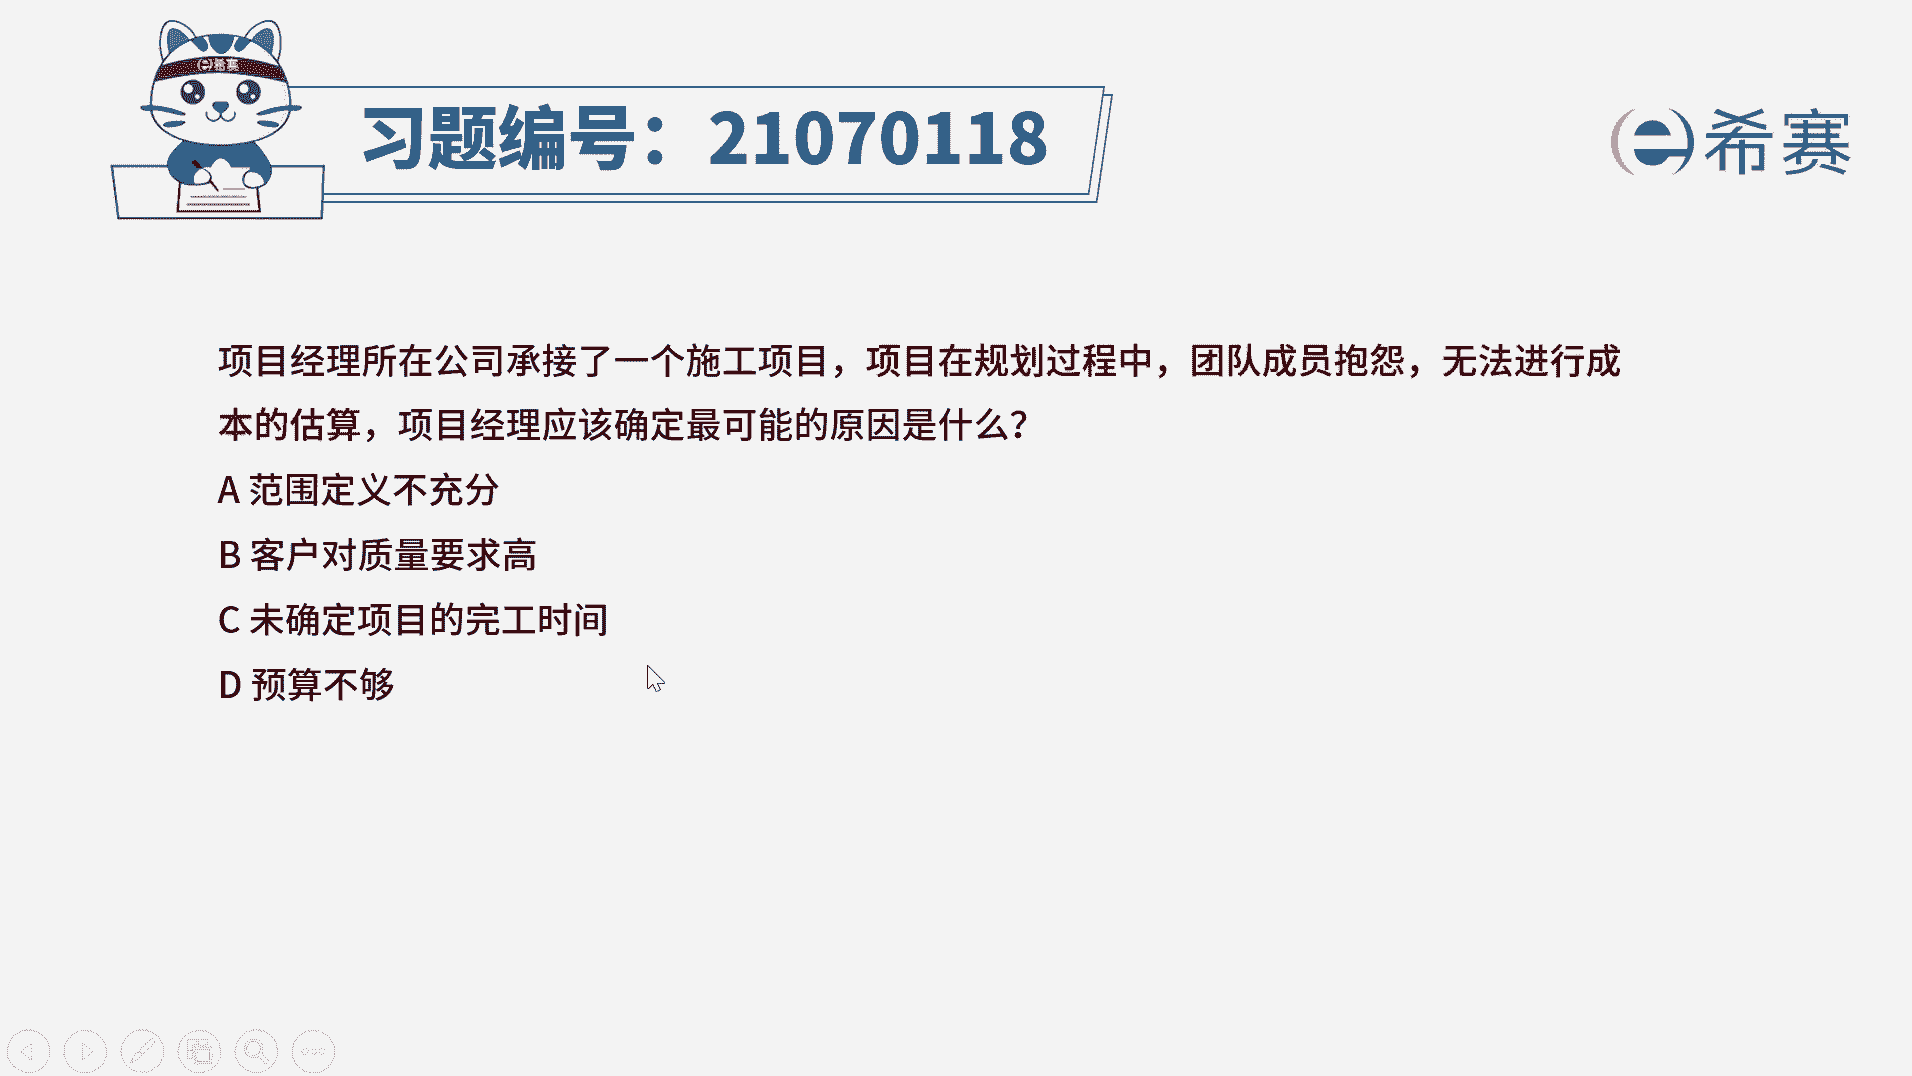 希赛
习题编号：21070118
希赛
项目经理所在公司承接了一个施工项目，项目在规划过程中，团队成员抱怨，无法进行成
本的估算，项目经理应该确定最可能的原因是什么？
A 范围定义不充分
B 客户对质量要求高
C 未确定项目的完工时间
D 预算不够